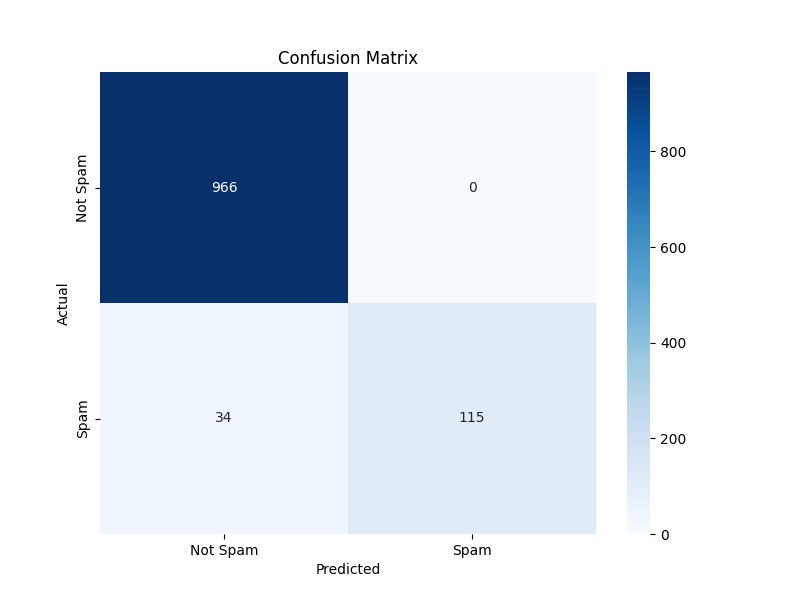 Confusion Matrix
Not Spam
966
0
800
600
Actual
400
Spam
34
115
200
0
Not Spam
Spam
Predicted